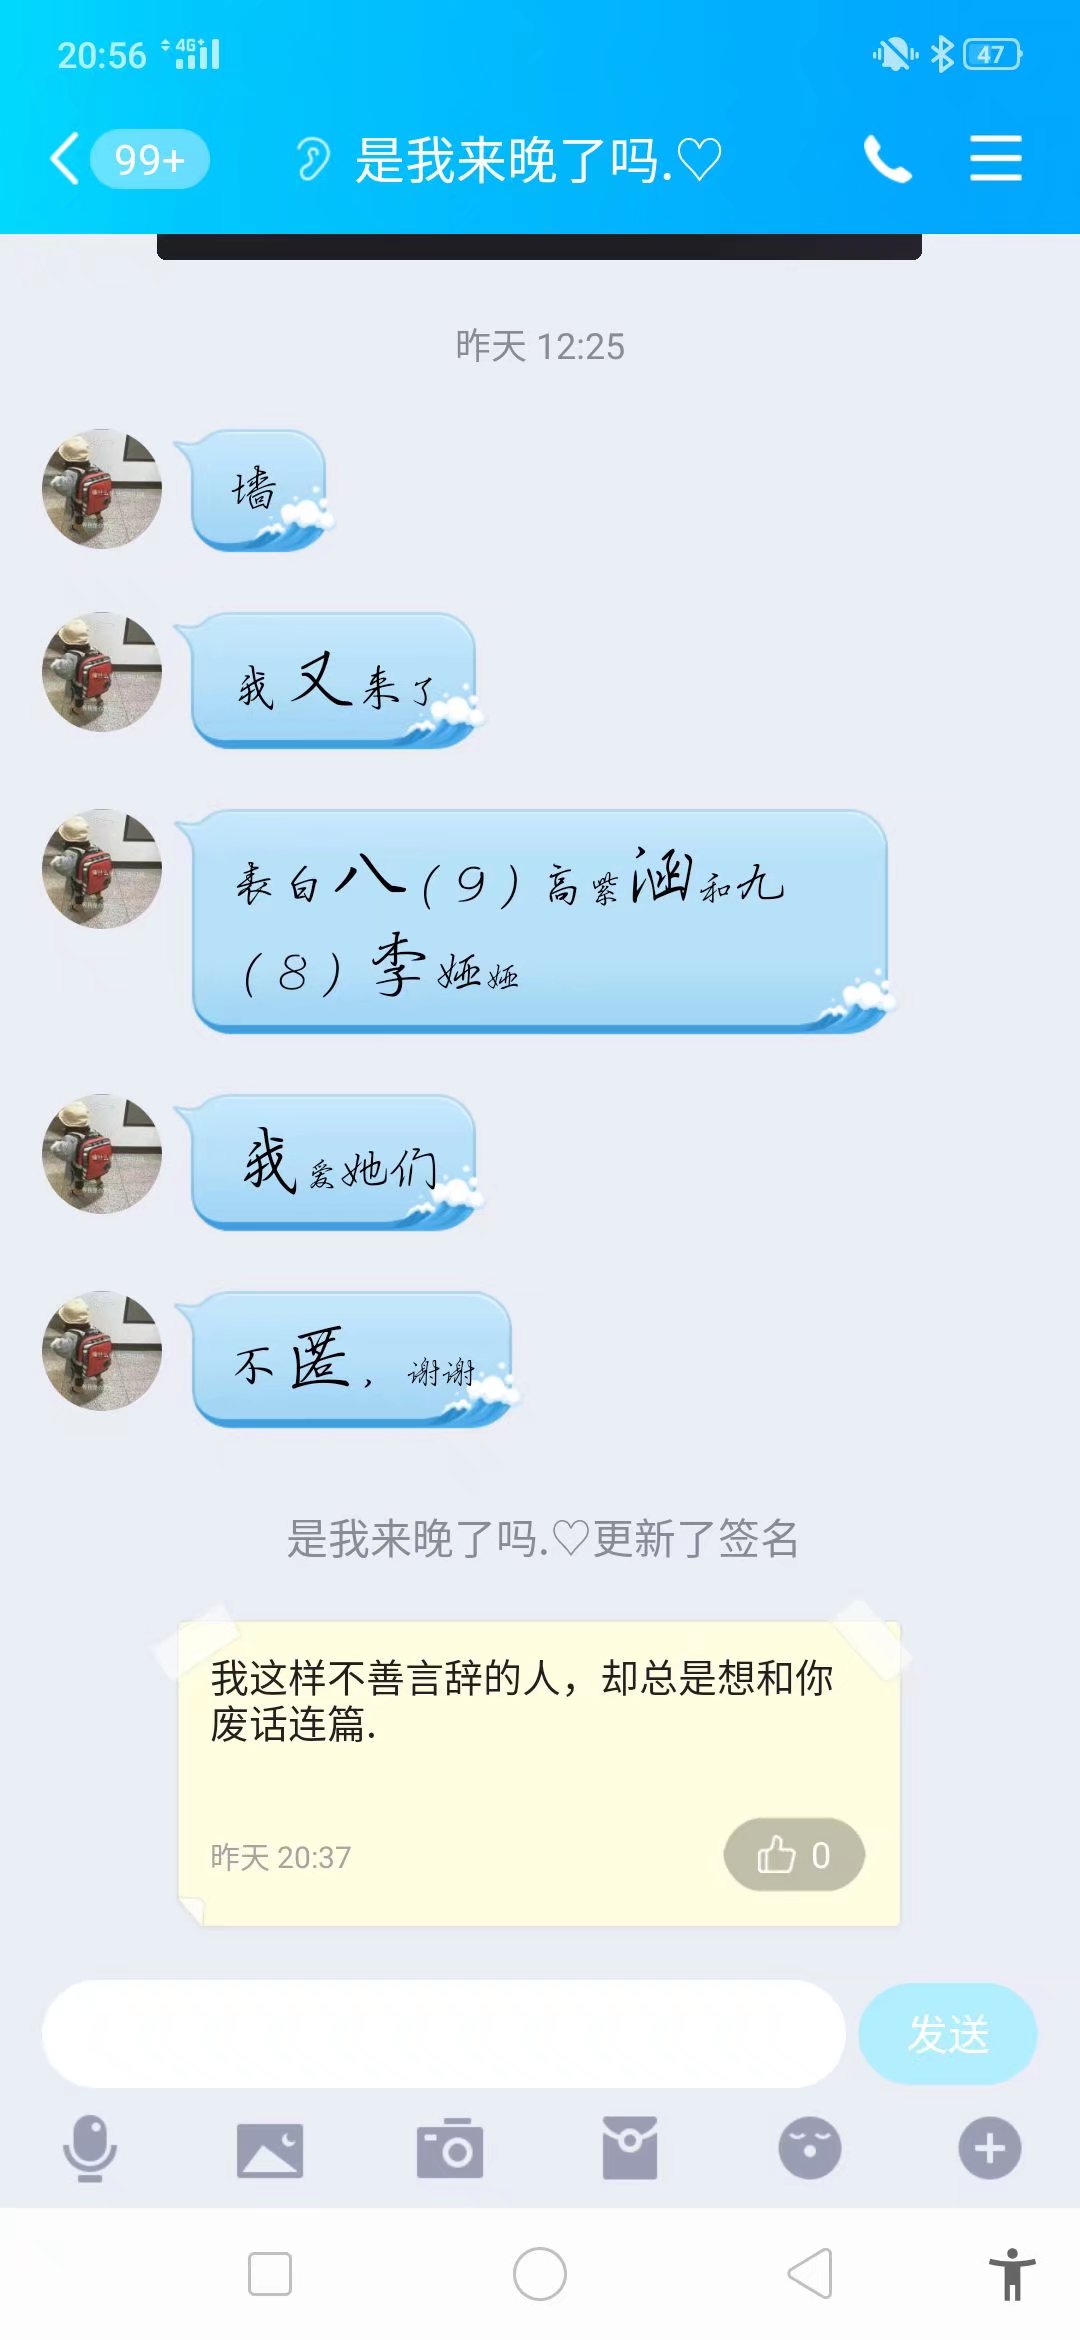 20:56 4G+ 47
99+ 是我来晚了吗.♡
昨天 12:25
墙
我又来了
表白八(9)高紫涵和九
(8)李娅娅
我爱她们
不匿，谢谢
是我来晚了吗.♡更新了签名
我这样不善言辞的人，却总是想和你
废话连篇.
昨天 20:37 0
发送